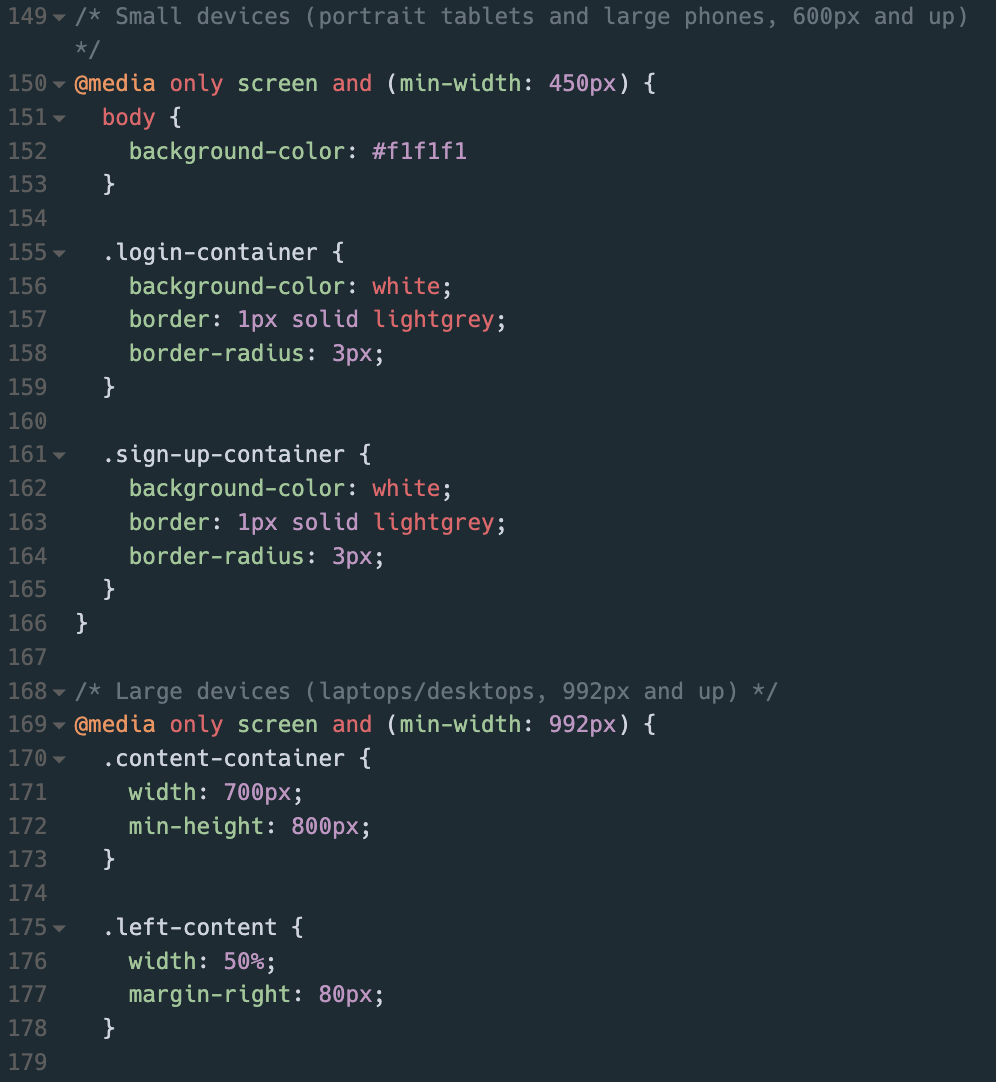 149 /* Small devices (portrait tablets and large phones, 600px and up)
*/
150 @media only screen and (min-width: 450px) {
151   body {
152     background-color: #f1f1f1
153   }
154
155   .login-container {
156     background-color: white;
157     border: 1px solid lightgrey;
158     border-radius: 3px;
159   }
160
161   .sign-up-container {
162     background-color: white;
163     border: 1px solid lightgrey;
164     border-radius: 3px;
165   }
166 }
167
168 /* Large devices (laptops/desktops, 992px and up) */
169 @media only screen and (min-width: 992px) {
170   .content-container {
171     width: 700px;
172     min-height: 800px;
173   }
174
175   .left-content {
176     width: 50%;
177     margin-right: 80px;
178   }
179